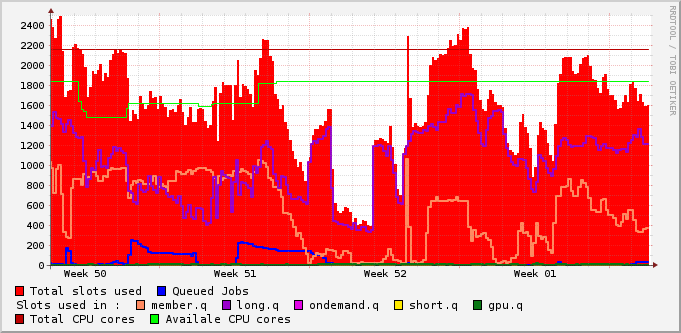 RRDTOOL / TOBI OETIKER
2400
2200
2000
1800
1600
1400
1200
1000
800
600
400
200
0
Week 50 Week 51 Week 52 Week 01
Total slots used Queued Jobs
Slots used in : member.q long.q ondemand.q short.q gpu.q
Total CPU cores Availale CPU cores